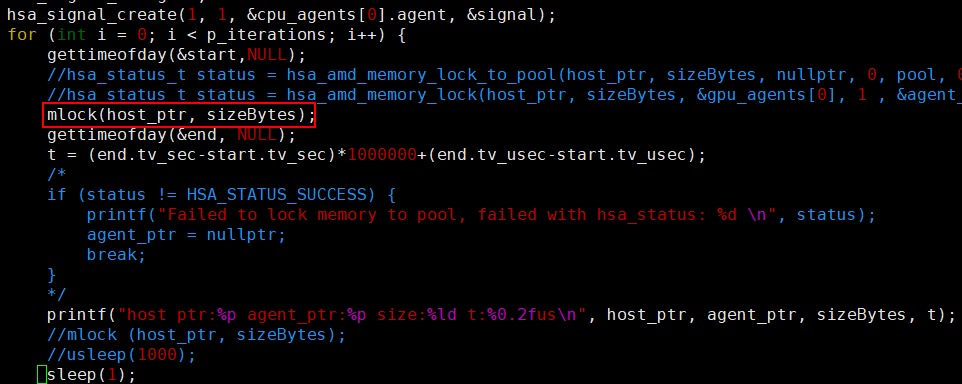 hsa_signal_create(1, 1, &cpu_agents[0].agent, &signal);
for (int i = 0; i < p_iterations; i++) {
    gettimeofday(&start,NULL);
    //hsa_status_t status = hsa_amd_memory_lock_to_pool(host_ptr, sizeBytes, nullptr, 0, pool,
    //hsa_status_t status = hsa_amd_memory_lock(host_ptr, sizeBytes, &gpu_agents[0], 1 , &agent_
    mlock(host_ptr, sizeBytes);
    gettimeofday(&end, NULL);
    t = (end.tv_sec-start.tv_sec)*1000000+(end.tv_usec-start.tv_usec);
    /*
    if (status != HSA_STATUS_SUCCESS) {
        printf("Failed to lock memory to pool, failed with hsa_status: %d \n", status);
        agent_ptr = nullptr;
        break;
    }
    */
    printf("host ptr:%p agent_ptr:%p size:%ld t:%0.2fus\n", host_ptr, agent_ptr, sizeBytes, t);
    //mlock (host_ptr, sizeBytes);
    //usleep(1000);
    sleep(1);